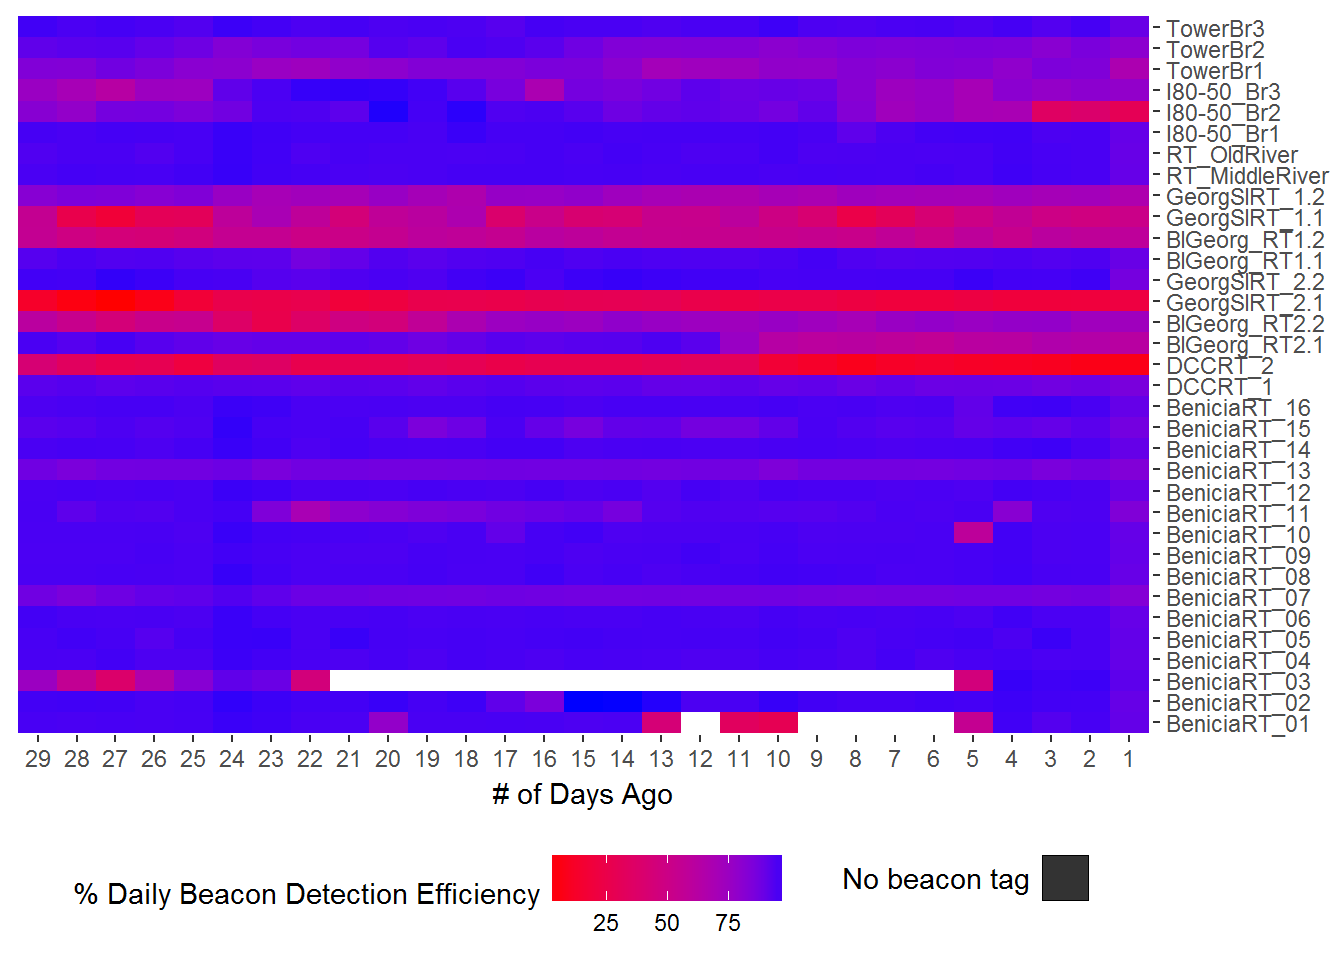 TowerBr3
TowerBr2
TowerBr1
I80-50_Br3
I80-50_Br2
I80-50_Br1
RT_OldRiver
RT_MiddleRiver
GeorgSlRT_1.2
GeorgSlRT_1.1
BlGeorg_RT1.2
BlGeorg_RT1.1
GeorgSlRT_2.2
GeorgSlRT_2.1
BlGeorg_RT2.2
BlGeorg_RT2.1
DCCRT_2
DCCRT_1
BeniciaRT_16
BeniciaRT_15
BeniciaRT_14
BeniciaRT_13
BeniciaRT_12
BeniciaRT_11
BeniciaRT_10
BeniciaRT_09
BeniciaRT_08
BeniciaRT_07
BeniciaRT_06
BeniciaRT_05
BeniciaRT_04
BeniciaRT_03
BeniciaRT_02
BeniciaRT_01
29 28 27 26 25 24 23 22 21 20 19 18 17 16 15 14 13 12 11 10 9 8 7 6 5 4 3 2 1
# of Days Ago
% Daily Beacon Detection Efficiency
25 50 75
No beacon tag